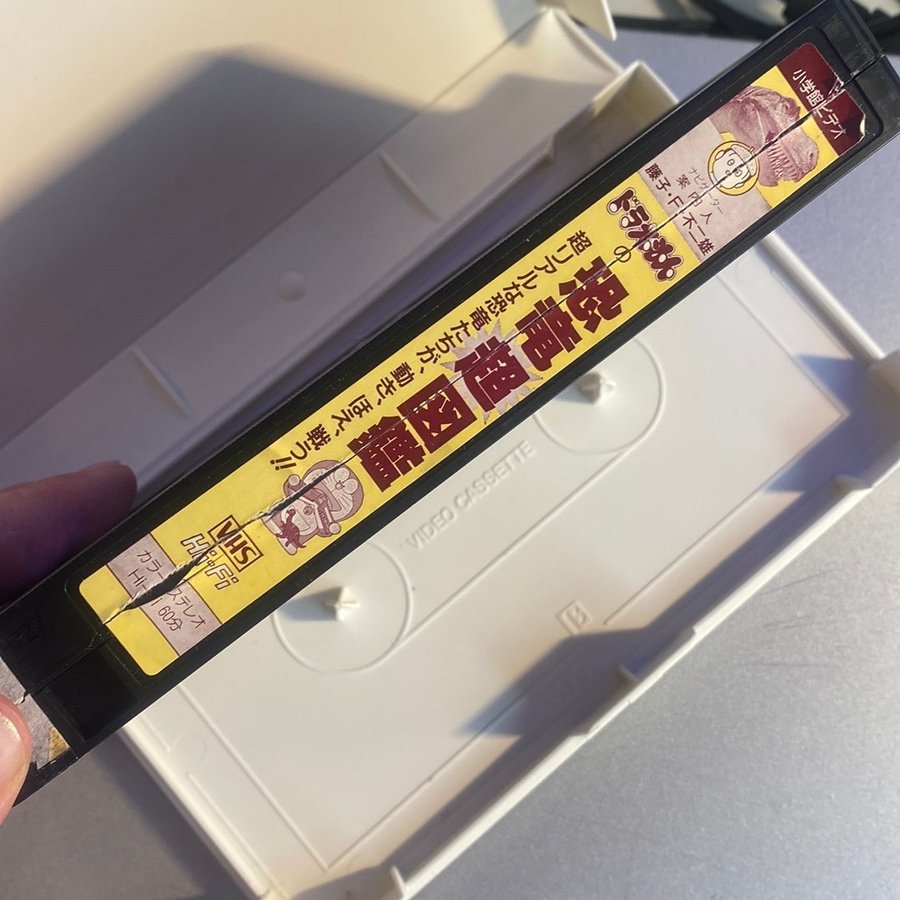 小学館ビデオ
ナビゲーター
案内人
藤子・F・不二雄
ドラえもん
の
恐竜超図鑑
超リアルな恐竜たちが、動き、ほえ、戦う!!
VHS
Hi-Fi
カラー ステレオ
60分
VIDEO CASSETTE